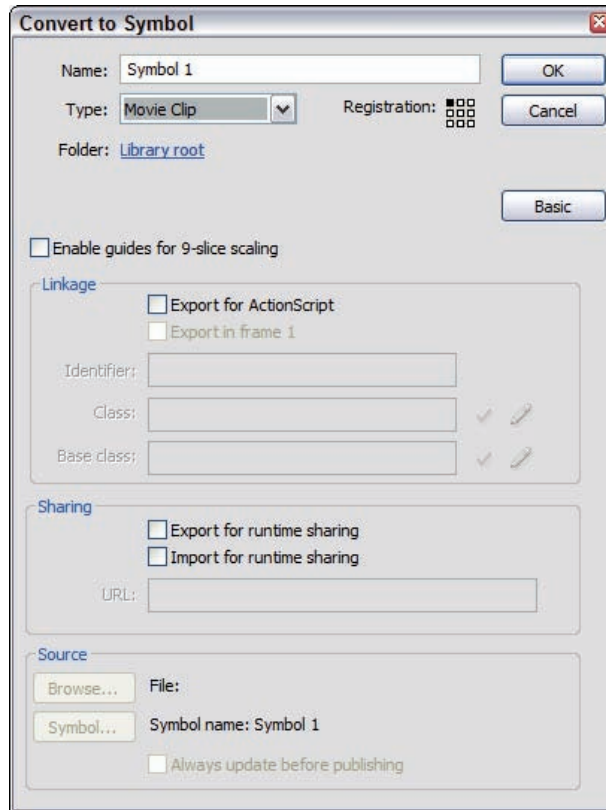 Convert to Symbol
Name: Symbol 1 OK
Type: Movie Clip Registration: Cancel
Folder: Library root
Basic
Enable guides for 9-slice scaling
Linkage
Export for ActionScript
Export in frame 1
Identifier:
Class:
Base class:
Sharing
Export for runtime sharing
Import for runtime sharing
URL:
Source
Browse... File:
Symbol... Symbol name: Symbol 1
Always update before publishing